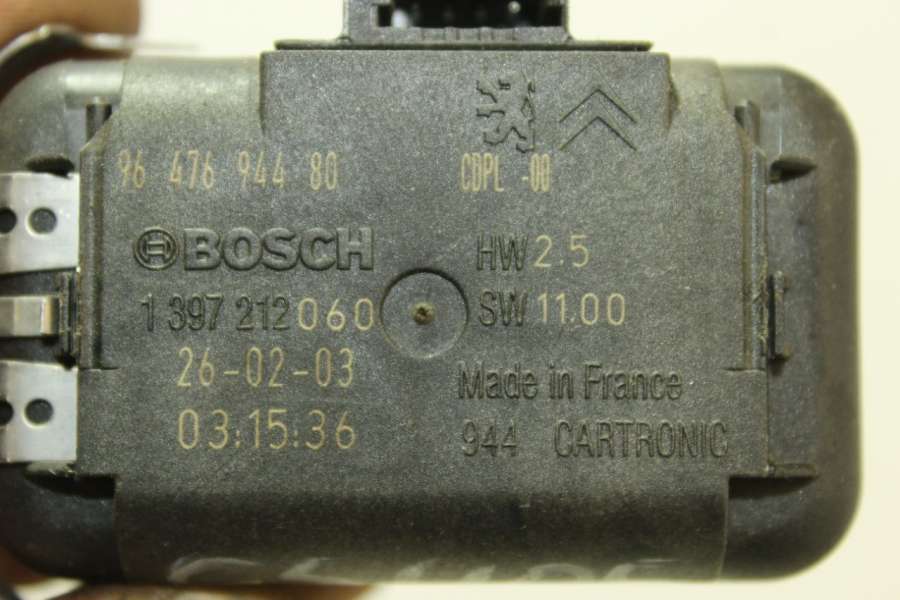 96 476 944 80 CDPL -00
BOSCH HW 2.5
1 397 212 060 SW 11.00
26-02-03
03:15:36
Made in France
944 CARTRONIC